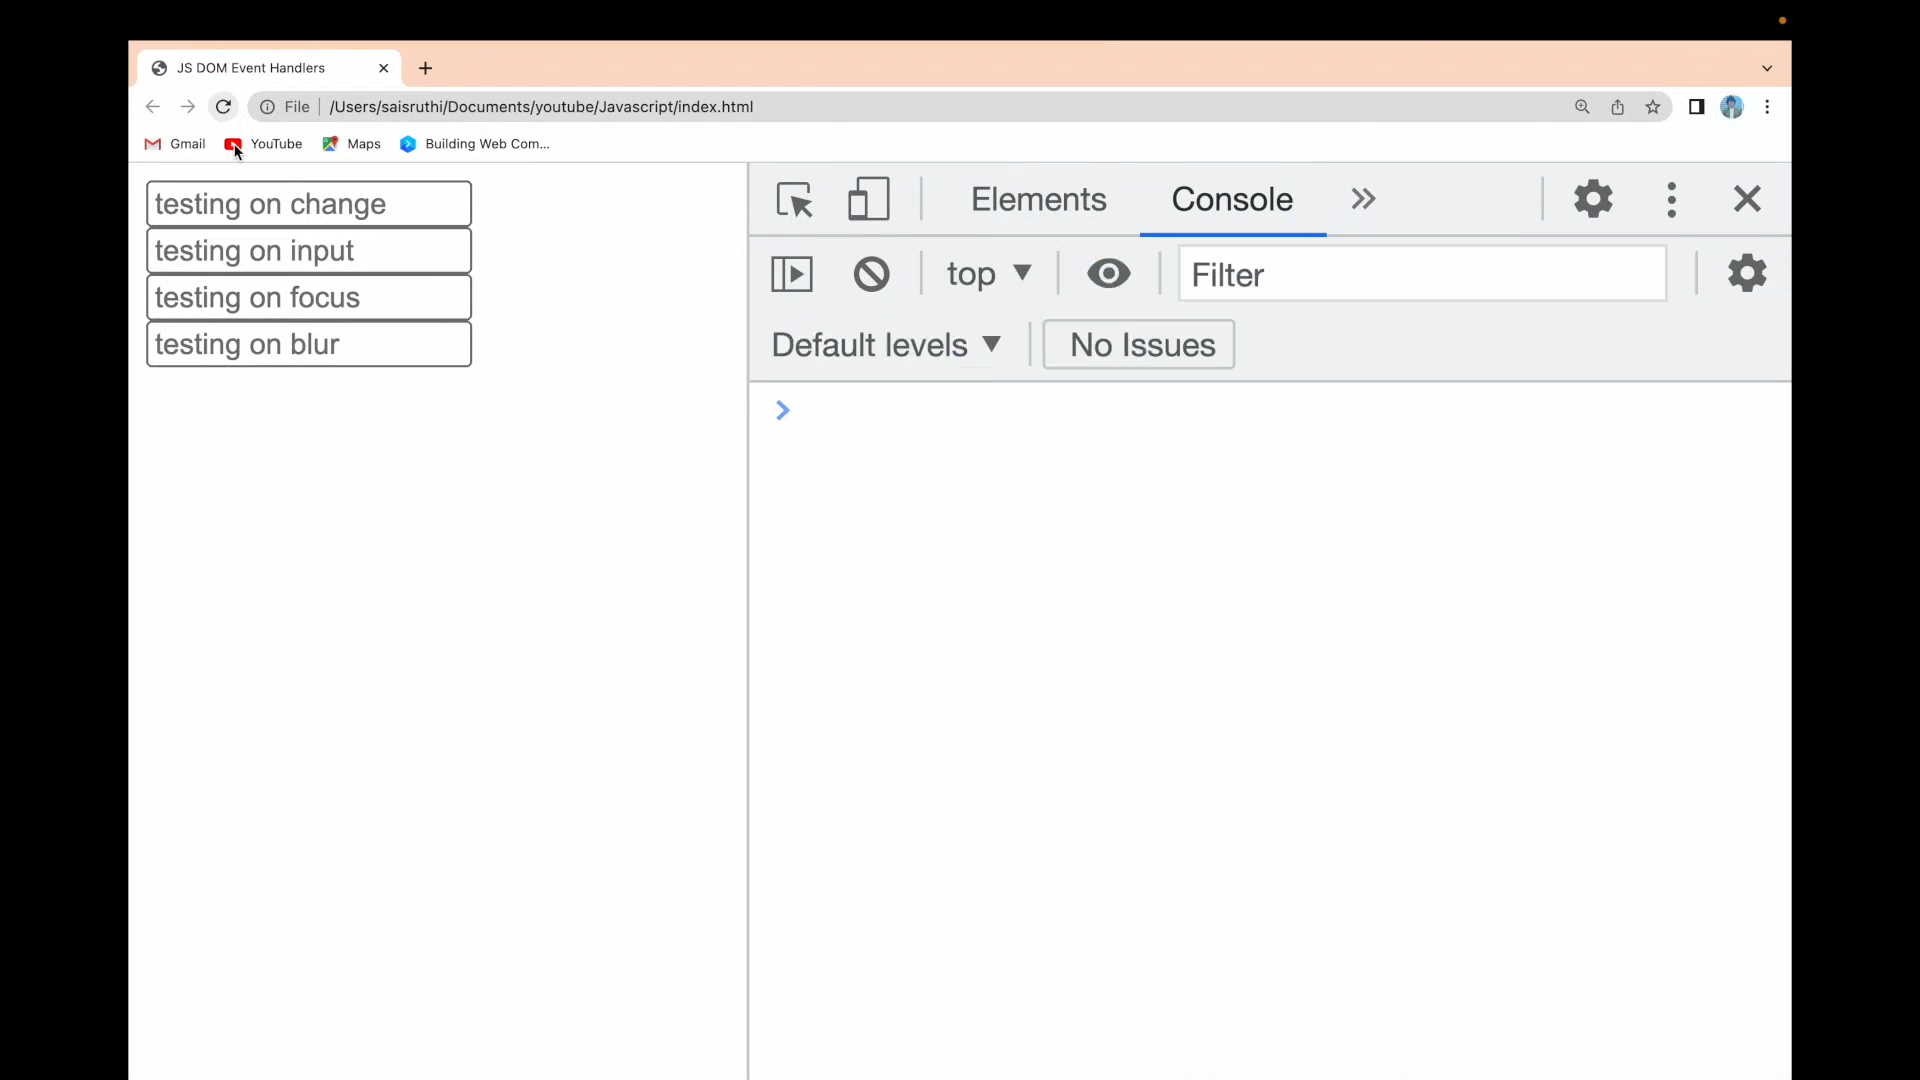 JS DOM Event Handlers
File /Users/saisruthi/Documents/youtube/Javascript/index.html
Gmail YouTube Maps Building Web Com...
testing on change
testing on input
testing on focus
testing on blur
Elements Console
top Filter
Default levels No Issues